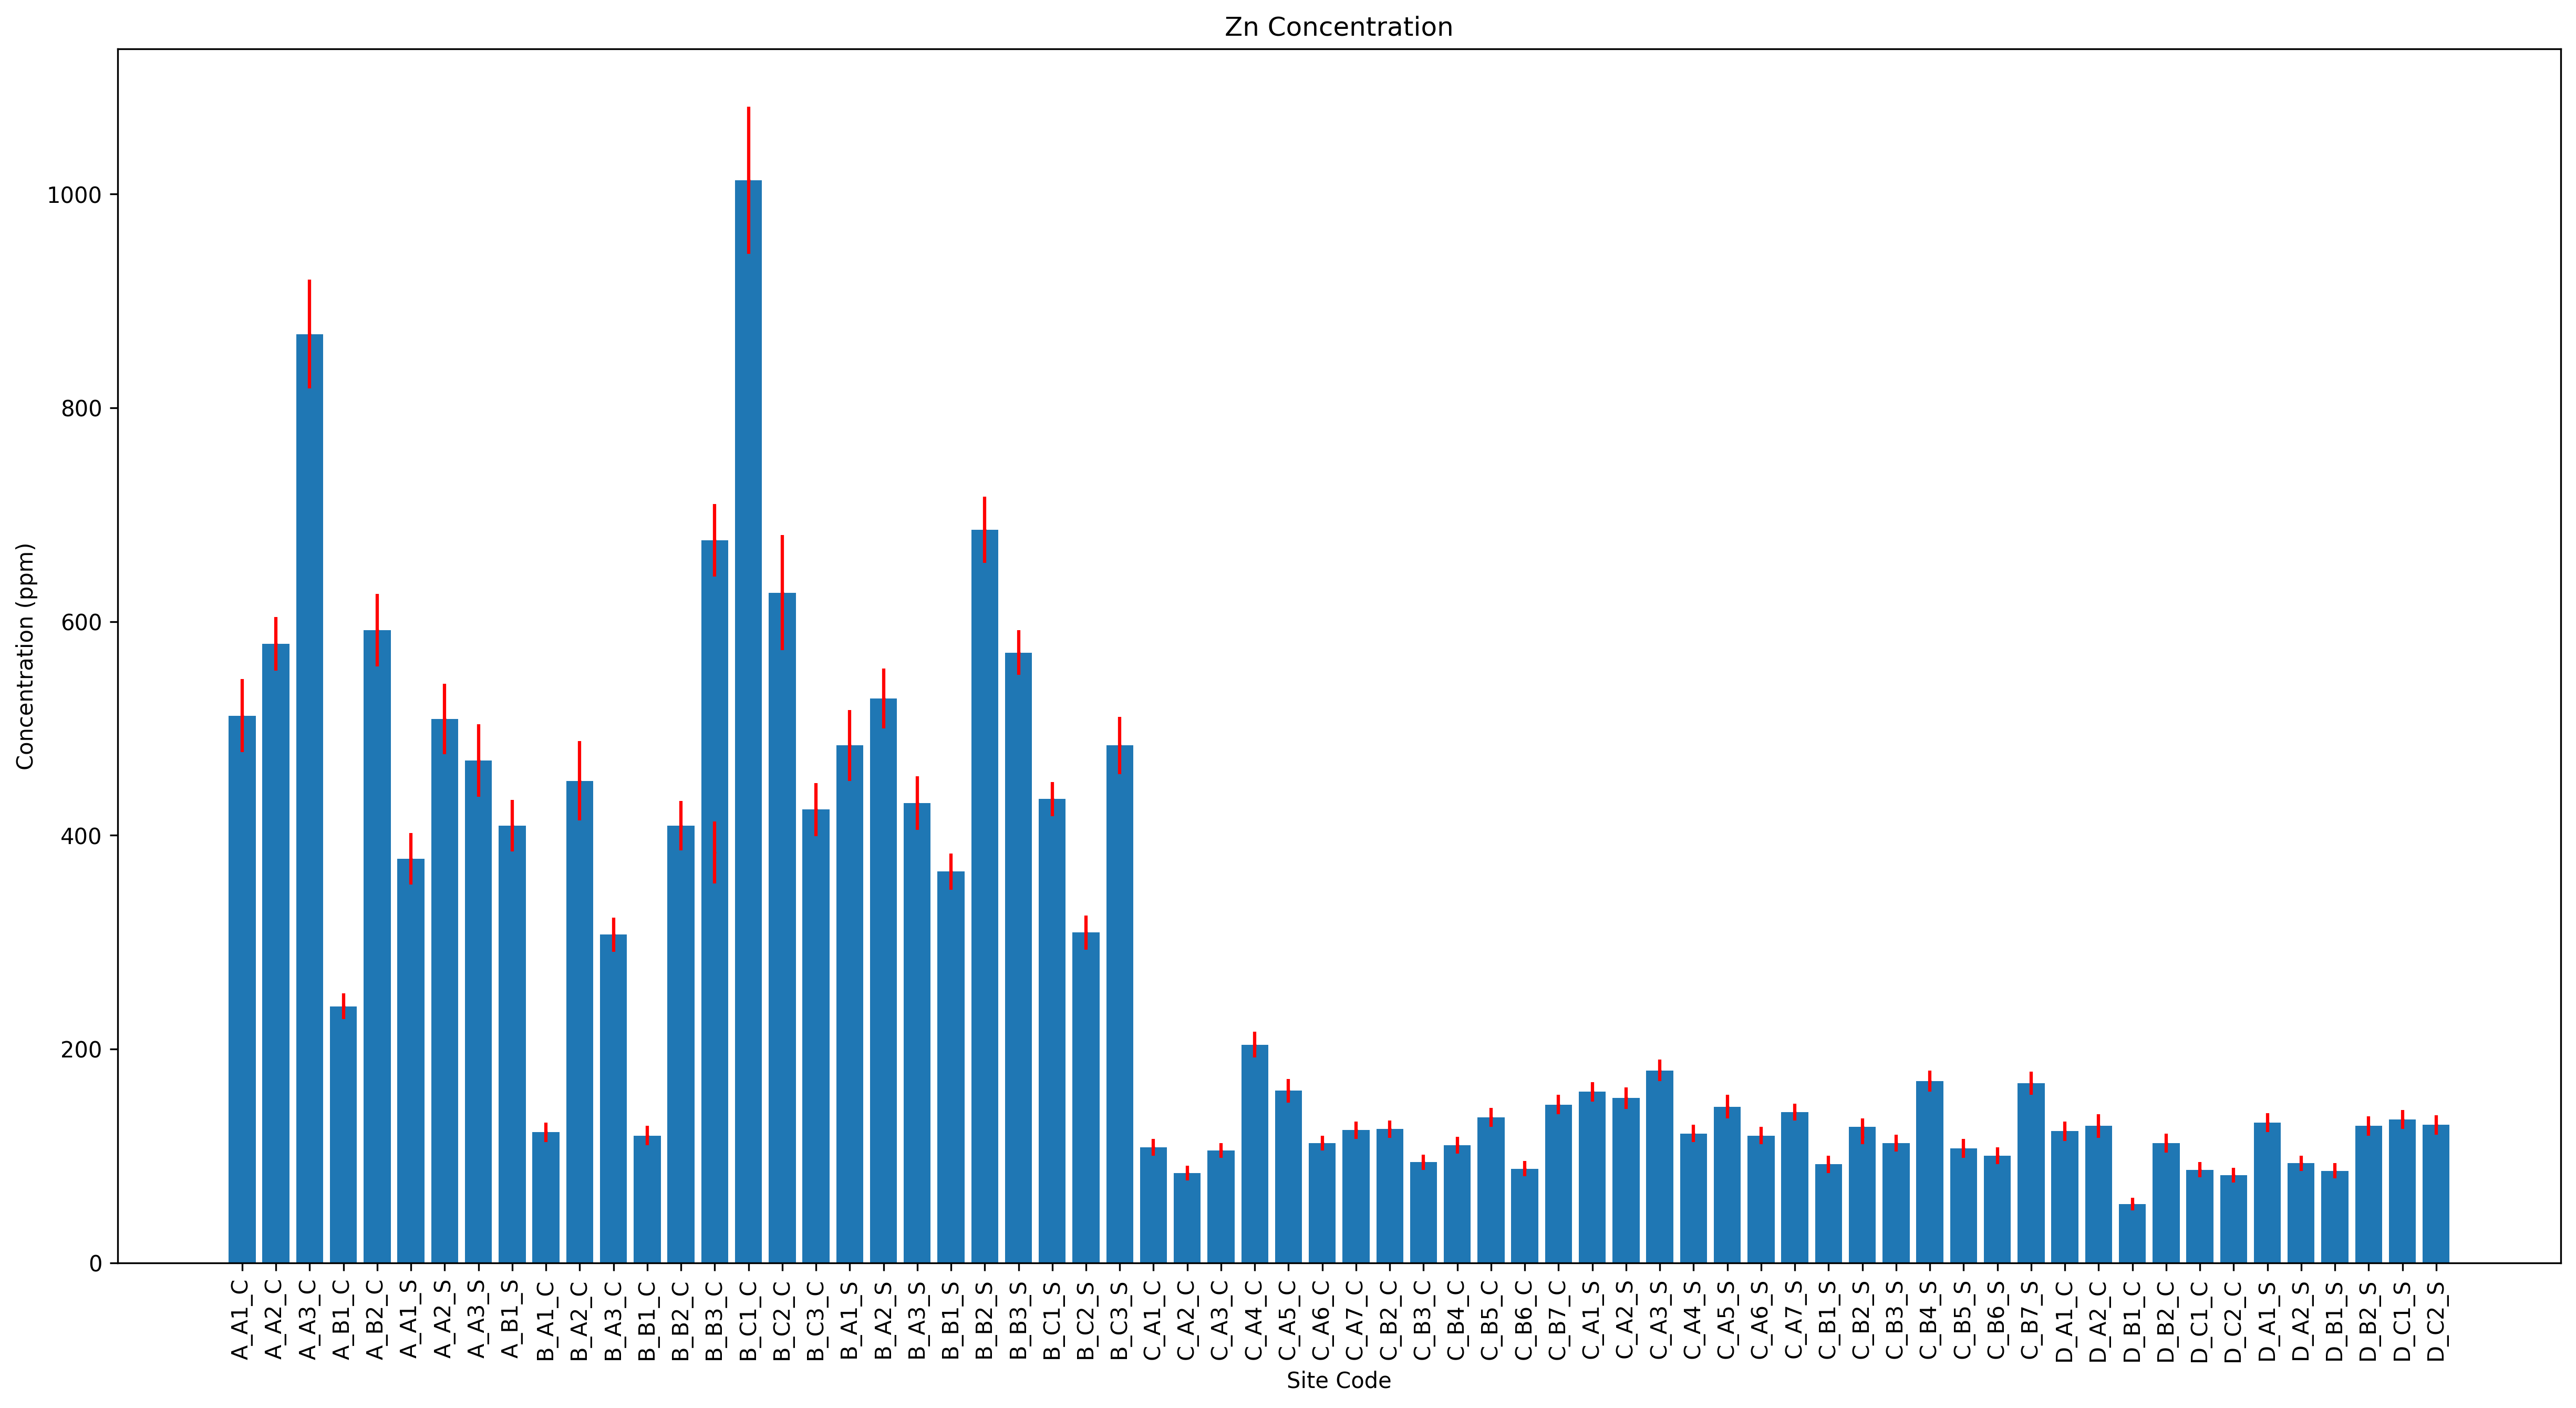 Zn Concentration
Concentration (ppm)
1000
800
600
400
200
0
A_A1_C
A_A2_C
A_A3_C
A_B1_C
A_B2_C
A_A1_S
A_A2_S
A_A3_S
A_B1_S
B_A1_C
B_A2_C
B_A3_C
B_B1_C
B_B2_C
B_B3_C
B_C1_C
B_C2_C
B_C3_C
B_A1_S
B_A2_S
B_A3_S
B_B1_S
B_B2_S
B_B3_S
B_C1_S
B_C2_S
B_C3_S
C_A1_C
C_A2_C
C_A3_C
C_A4_C
C_A5_C
C_A6_C
C_A7_C
C_B2_C
C_B3_C
C_B4_C
C_B5_C
C_B6_C
C_B7_C
C_A1_S
C_A2_S
C_A3_S
C_A4_S
C_A5_S
C_A6_S
C_A7_S
C_B1_S
C_B2_S
C_B3_S
C_B4_S
C_B5_S
C_B6_S
C_B7_S
D_A1_C
D_A2_C
D_B1_C
D_B2_C
D_C1_C
D_C2_C
D_A1_S
D_A2_S
D_B1_S
D_B2_S
D_C1_S
D_C2_S
Site Code